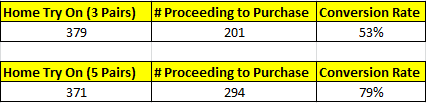 Home Try On (3 Pairs) # Proceeding to Purchase Conversion Rate
379 201 53%
Home Try On (5 Pairs) # Proceeding to Purchase Conversion Rate
371 294 79%